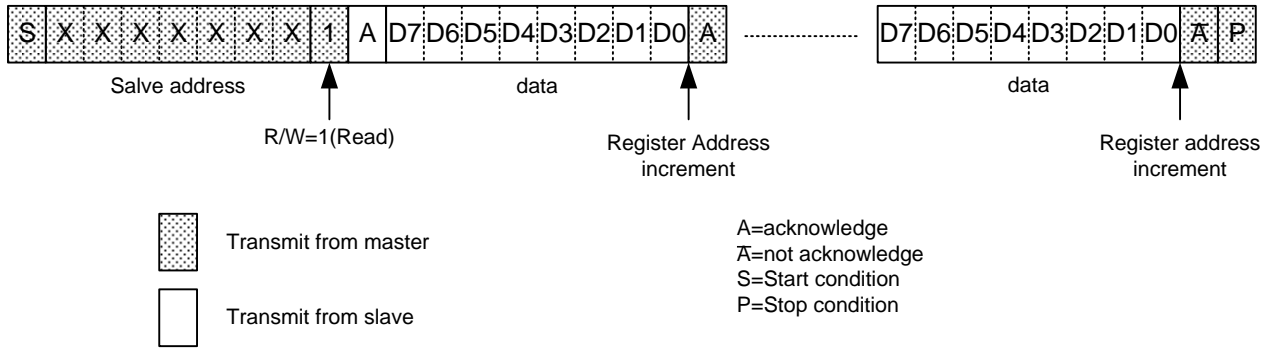 S X X X X X X X 1 A D7 D6 D5 D4 D3 D2 D1 D0 A D7 D6 D5 D4 D3 D2 D1 D0 A̅ P
Salve address
data
data
R/W=1(Read)
Register Address
increment
Register address
increment
Transmit from master
Transmit from slave
A=acknowledge
A̅=not acknowledge
S=Start condition
P=Stop condition